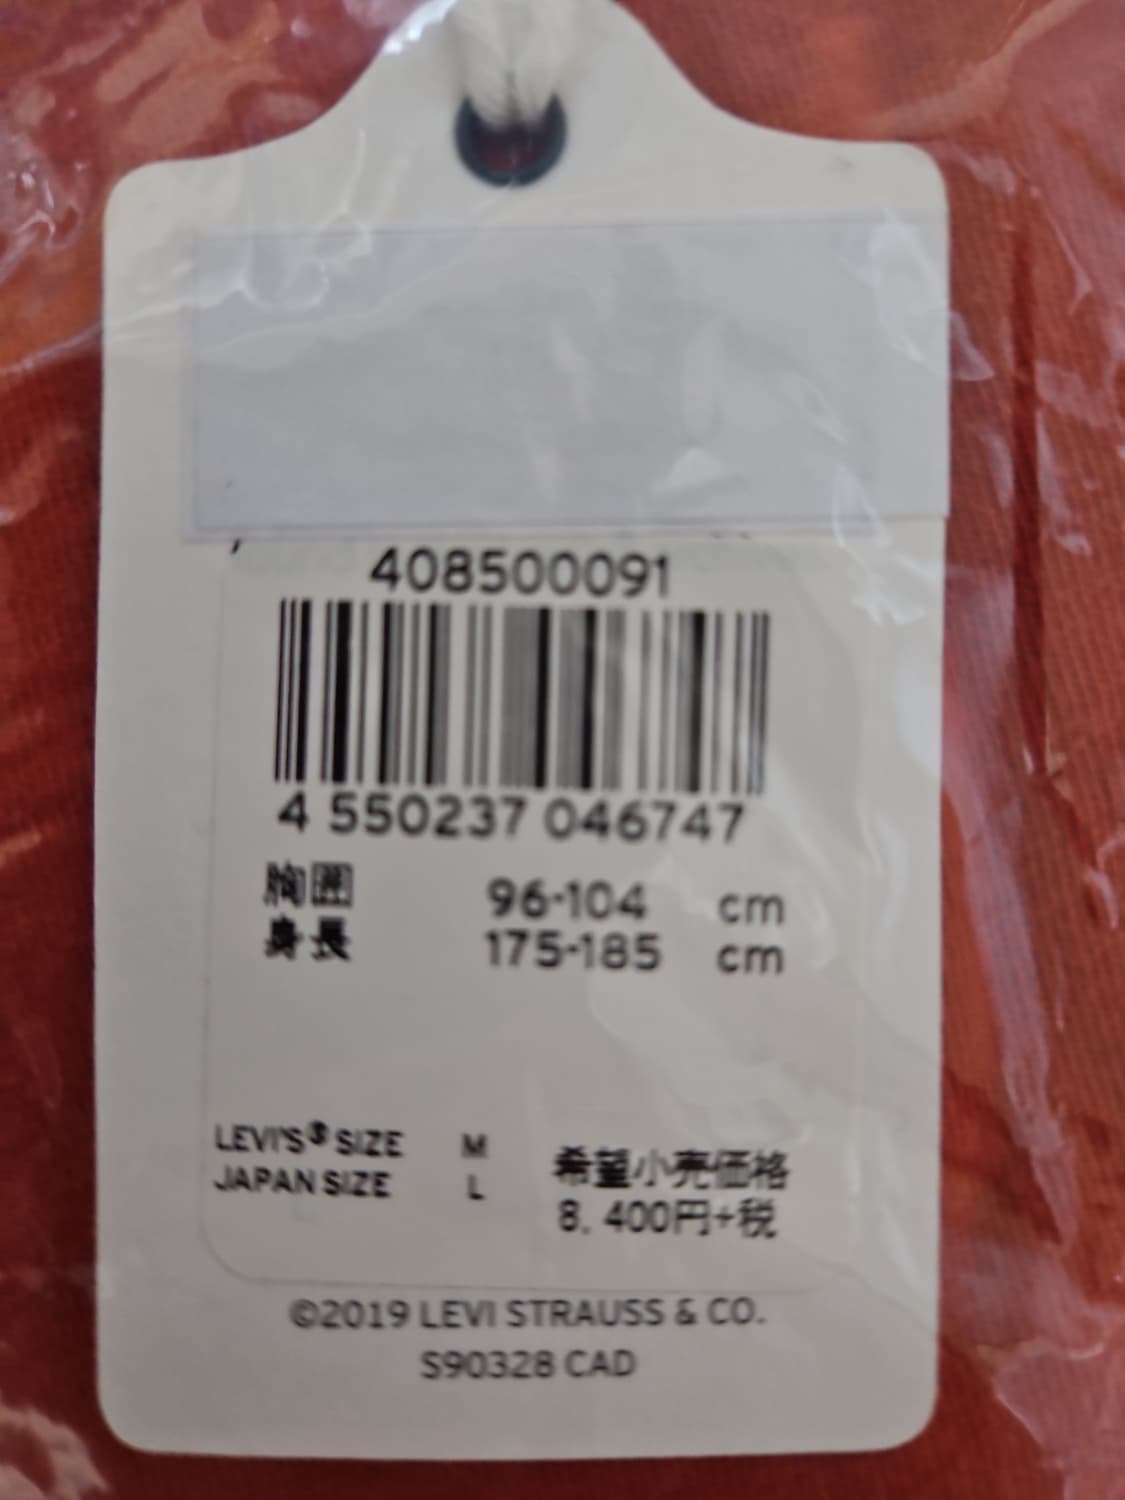 408500091
4 550237 046747
胸囲 96-104 cm
身長 175-185 cm
LEVI'S® SIZE M
JAPAN SIZE L
希望小売価格
8,400円+税
©2019 LEVI STRAUSS & CO.
S90328 CAD